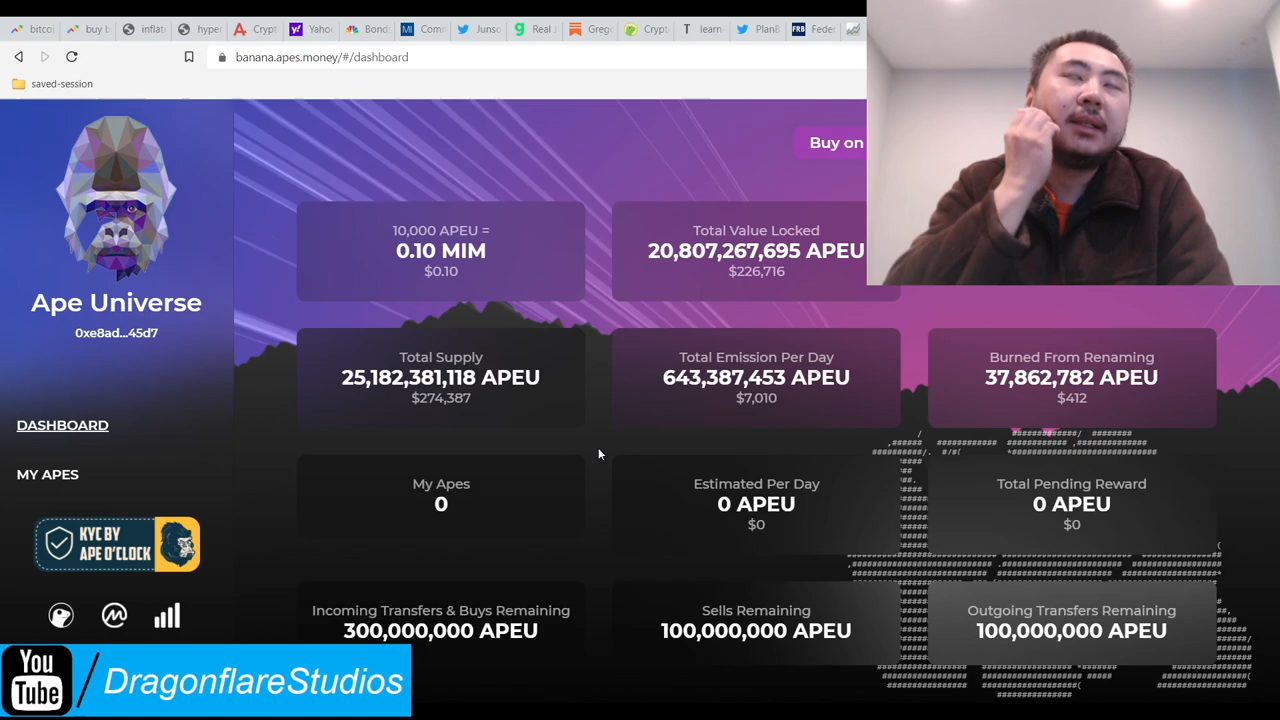 bitcoi
buy b
inflati
hyper
Crypt
Yahoo
Bond
MI
Comn
Junso
Real J
Grego
Crypt
T
learn-
PlanB
FRB
Feder
banana.apes.money/#/dashboard
saved-session
Buy on
10,000 APEU =
0.10 MIM
$0.10
Total Value Locked
20,807,267,695 APEU
$226,716
Ape Universe
0xe8ad...45d7
Total Supply
25,182,381,118 APEU
$274,387
Total Emission Per Day
643,387,453 APEU
$7,010
Burned From Renaming
37,862,782 APEU
$412
DASHBOARD
MY APES
My Apes
0
Estimated Per Day
0 APEU
$0
Total Pending Reward
0 APEU
$0
KYC BY
APE O'CLOCK
Incoming Transfers & Buys Remaining
300,000,000 APEU
Sells Remaining
100,000,000 APEU
Outgoing Transfers Remaining
100,000,000 APEU
You
Tube
/DragonflareStudios